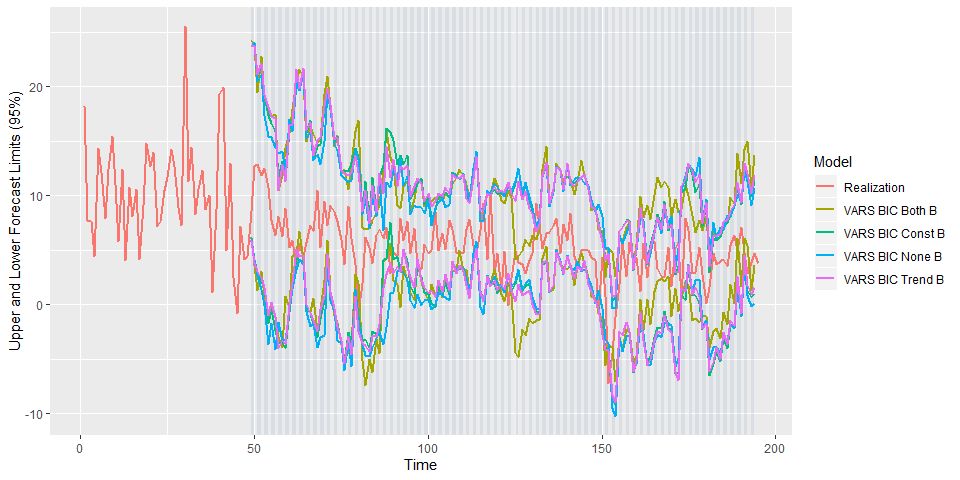 Upper and Lower Forecast Limits (95%)
20
10
0
-10
0
50
100
150
200
Time
Model
Realization
VARS BIC Both B
VARS BIC Const B
VARS BIC None B
VARS BIC Trend B